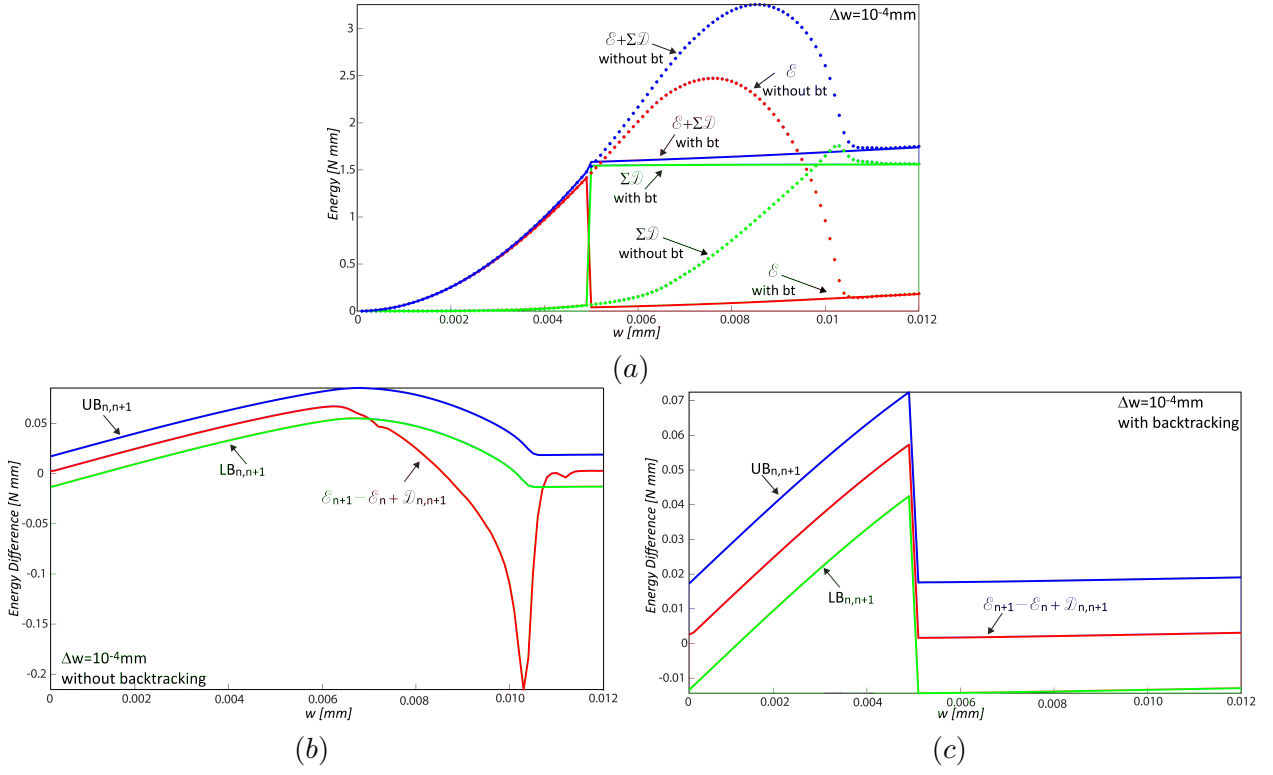 Δw=10⁻⁴mm
ℰ+Σ𝒟
without bt
ℰ
without bt
ℰ+Σ𝒟
with bt
Σ𝒟
with bt
Σ𝒟
without bt
ℰ
with bt
Energy [N mm]
3
2.5
2
1.5
1
0.5
0
0
0.002
0.004
0.006
0.008
0.01
0.012
w [mm]
(a)
UBn,n+1
LBn,n+1
ℰn+1−ℰn+𝒟n,n+1
Δw=10⁻⁴mm
without backtracking
Energy Difference [N mm]
0.05
0
-0.05
-0.1
-0.15
-0.2
0
0.002
0.004
0.006
0.008
0.010
0.012
w [mm]
(b)
Δw=10⁻⁴mm
with backtracking
UBn,n+1
LBn,n+1
ℰn+1−ℰn+𝒟n,n+1
Energy Difference [N mm]
0.07
0.06
0.05
0.04
0.03
0.02
0.01
0
-0.01
0
0.002
0.004
0.006
0.008
0.010
0.012
w [mm]
(c)